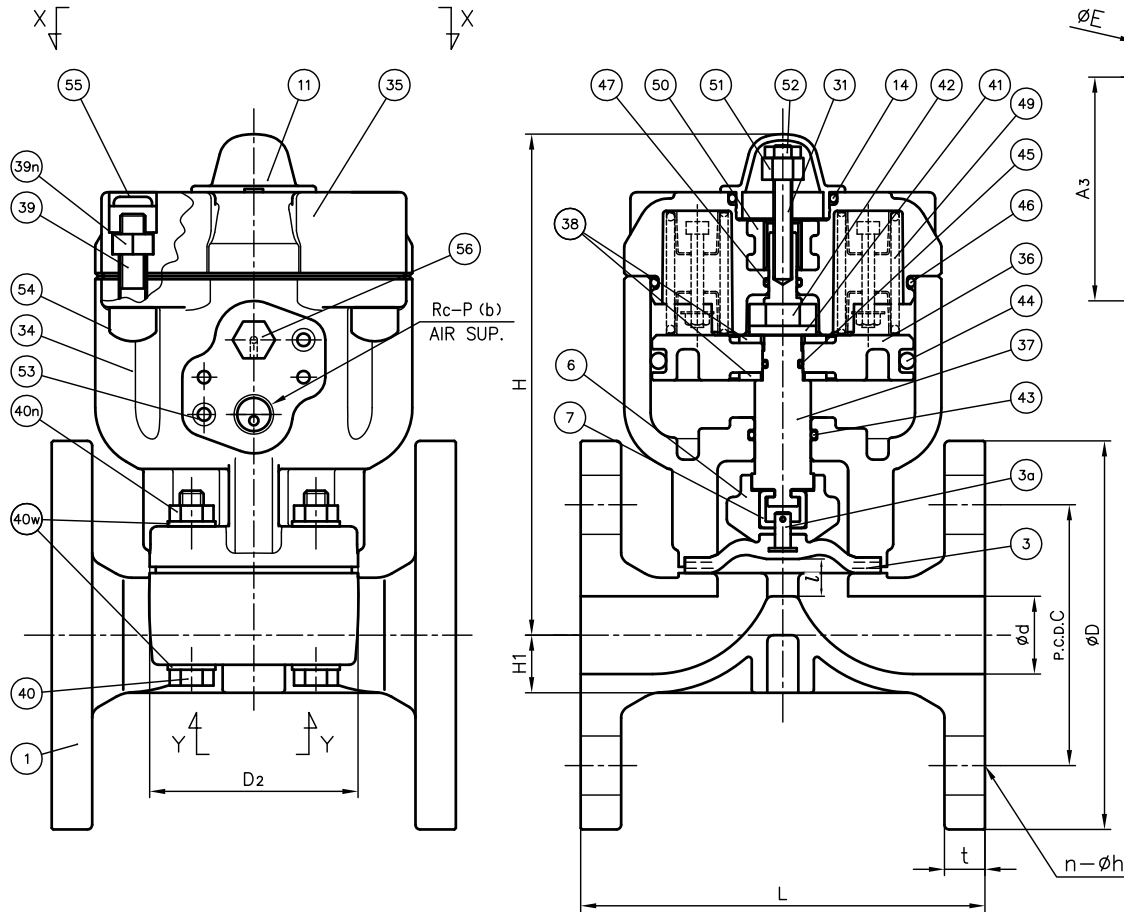 X
X
55
11
35
39n
39
56
Rc-P (b)
AIR SUP.
54
34
53
40n
40w
40
1
Y
Y
D2
47
50
51
52
31
14
42
41
49
45
46
38
36
44
37
6
43
7
3a
3
H
H1
l
L
t
ød
P.C.D.C
øD
n-øh
A3
øE